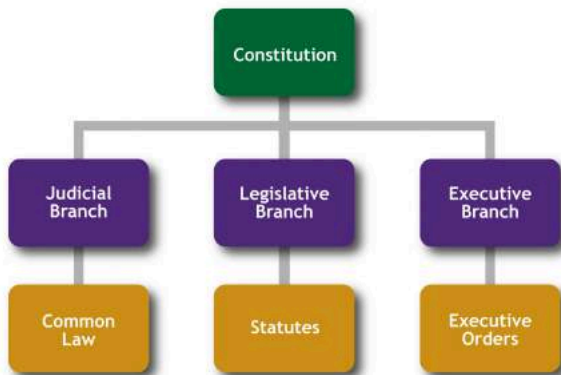 Constitution
Judicial
Branch
Legislative
Branch
Executive
Branch
Common
Law
Statutes
Executive
Orders